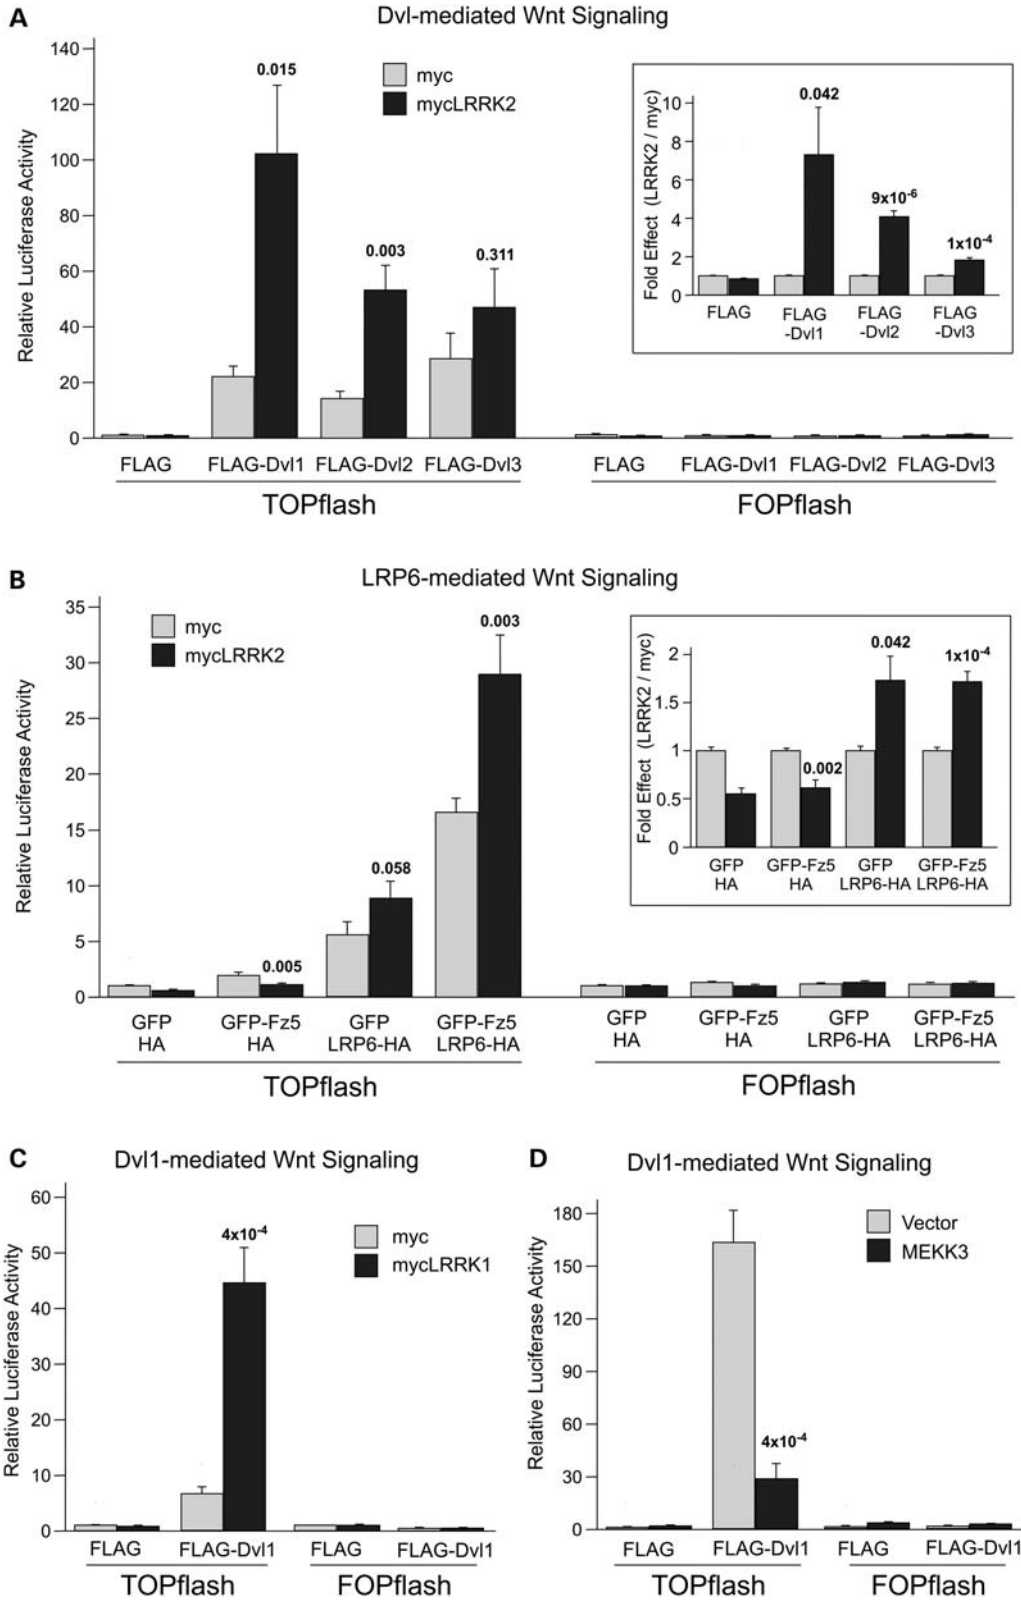 A
Dvl-mediated Wnt Signaling
Relative Luciferase Activity
140
120
100
80
60
40
20
0
myc
mycLRRK2
0.015
0.003
0.311
FLAG FLAG-Dvl1 FLAG-Dvl2 FLAG-Dvl3
TOPflash
FLAG FLAG-Dvl1 FLAG-Dvl2 FLAG-Dvl3
FOPflash
Fold Effect (LRRK2 / myc)
10
8
6
4
2
0
0.042
9x10-6
1x10-4
FLAG FLAG FLAG FLAG
-Dvl1 -Dvl2 -Dvl3
B
LRP6-mediated Wnt Signaling
Relative Luciferase Activity
35
30
25
20
15
10
5
0
myc
mycLRRK2
0.005
0.058
0.003
GFP GFP-Fz5 GFP GFP-Fz5
HA HA LRP6-HA LRP6-HA
TOPflash
GFP GFP-Fz5 GFP GFP-Fz5
HA HA LRP6-HA LRP6-HA
FOPflash
Fold Effect (LRRK2 / myc)
2
1.5
1
0.5
0
0.002
0.042
1x10-4
GFP GFP-Fz5 GFP GFP-Fz5
HA HA LRP6-HA LRP6-HA
C
Dvl1-mediated Wnt Signaling
Relative Luciferase Activity
60
50
40
30
20
10
0
4x10-4
myc
mycLRRK1
FLAG FLAG-Dvl1 FLAG FLAG-Dvl1
TOPflash FOPflash
D
Dvl1-mediated Wnt Signaling
Relative Luciferase Activity
180
150
120
90
60
30
0
4x10-4
Vector
MEKK3
FLAG FLAG-Dvl1 FLAG FLAG-Dvl1
TOPflash FOPflash